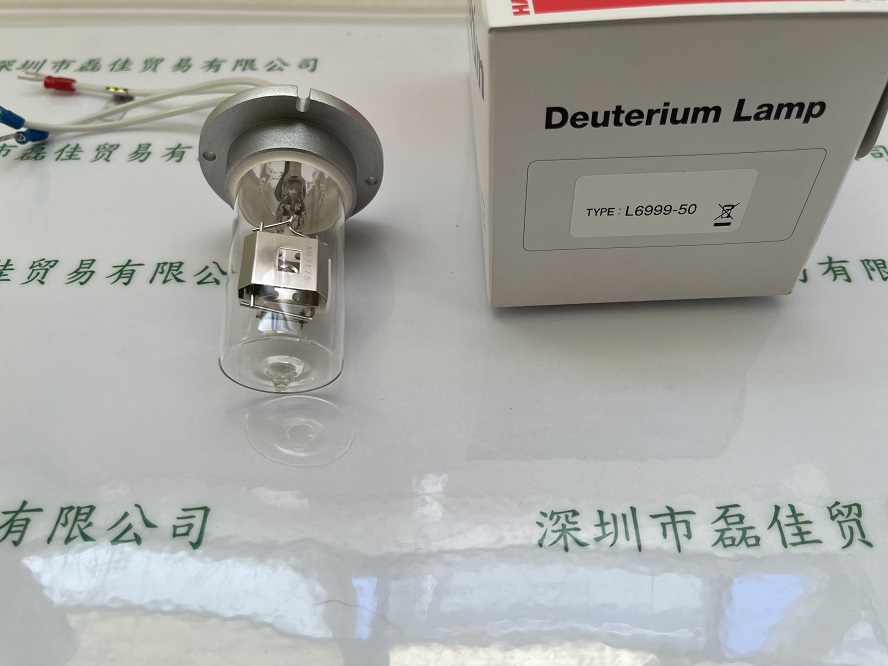 深圳市磊佳贸易有限公司
Deuterium Lamp
市磊佳贸易有
TYPE : L6999-50
佳贸易有限公
有限
有限公司
深圳市磊佳贸